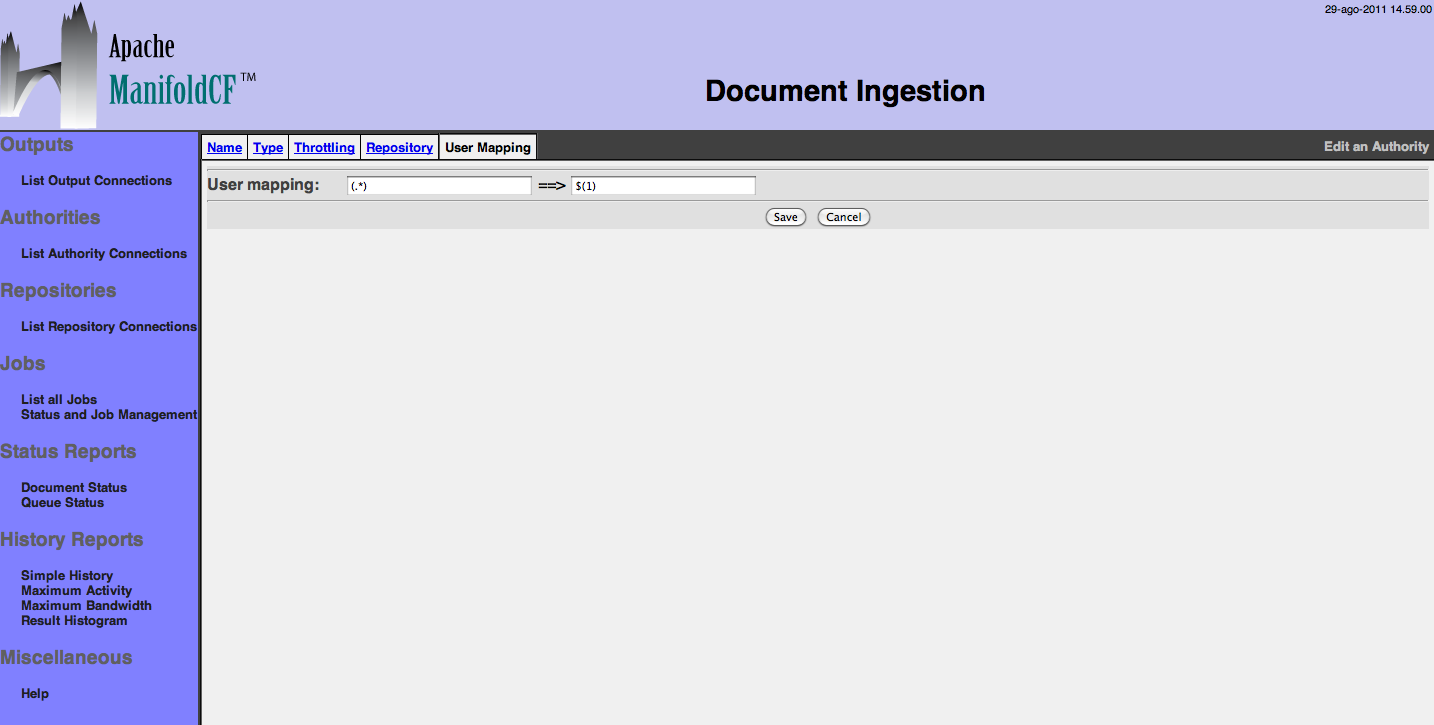 29-ago-2011 14.59.00
Apache
ManifoldCF™
Document Ingestion
Outputs
List Output Connections
Authorities
List Authority Connections
Repositories
List Repository Connections
Jobs
List all Jobs
Status and Job Management
Status Reports
Document Status
Queue Status
History Reports
Simple History
Maximum Activity
Maximum Bandwidth
Result Histogram
Miscellaneous
Help
Name Type Throttling Repository User Mapping Edit an Authority
User mapping: (.*) ==> $(1)
Save Cancel